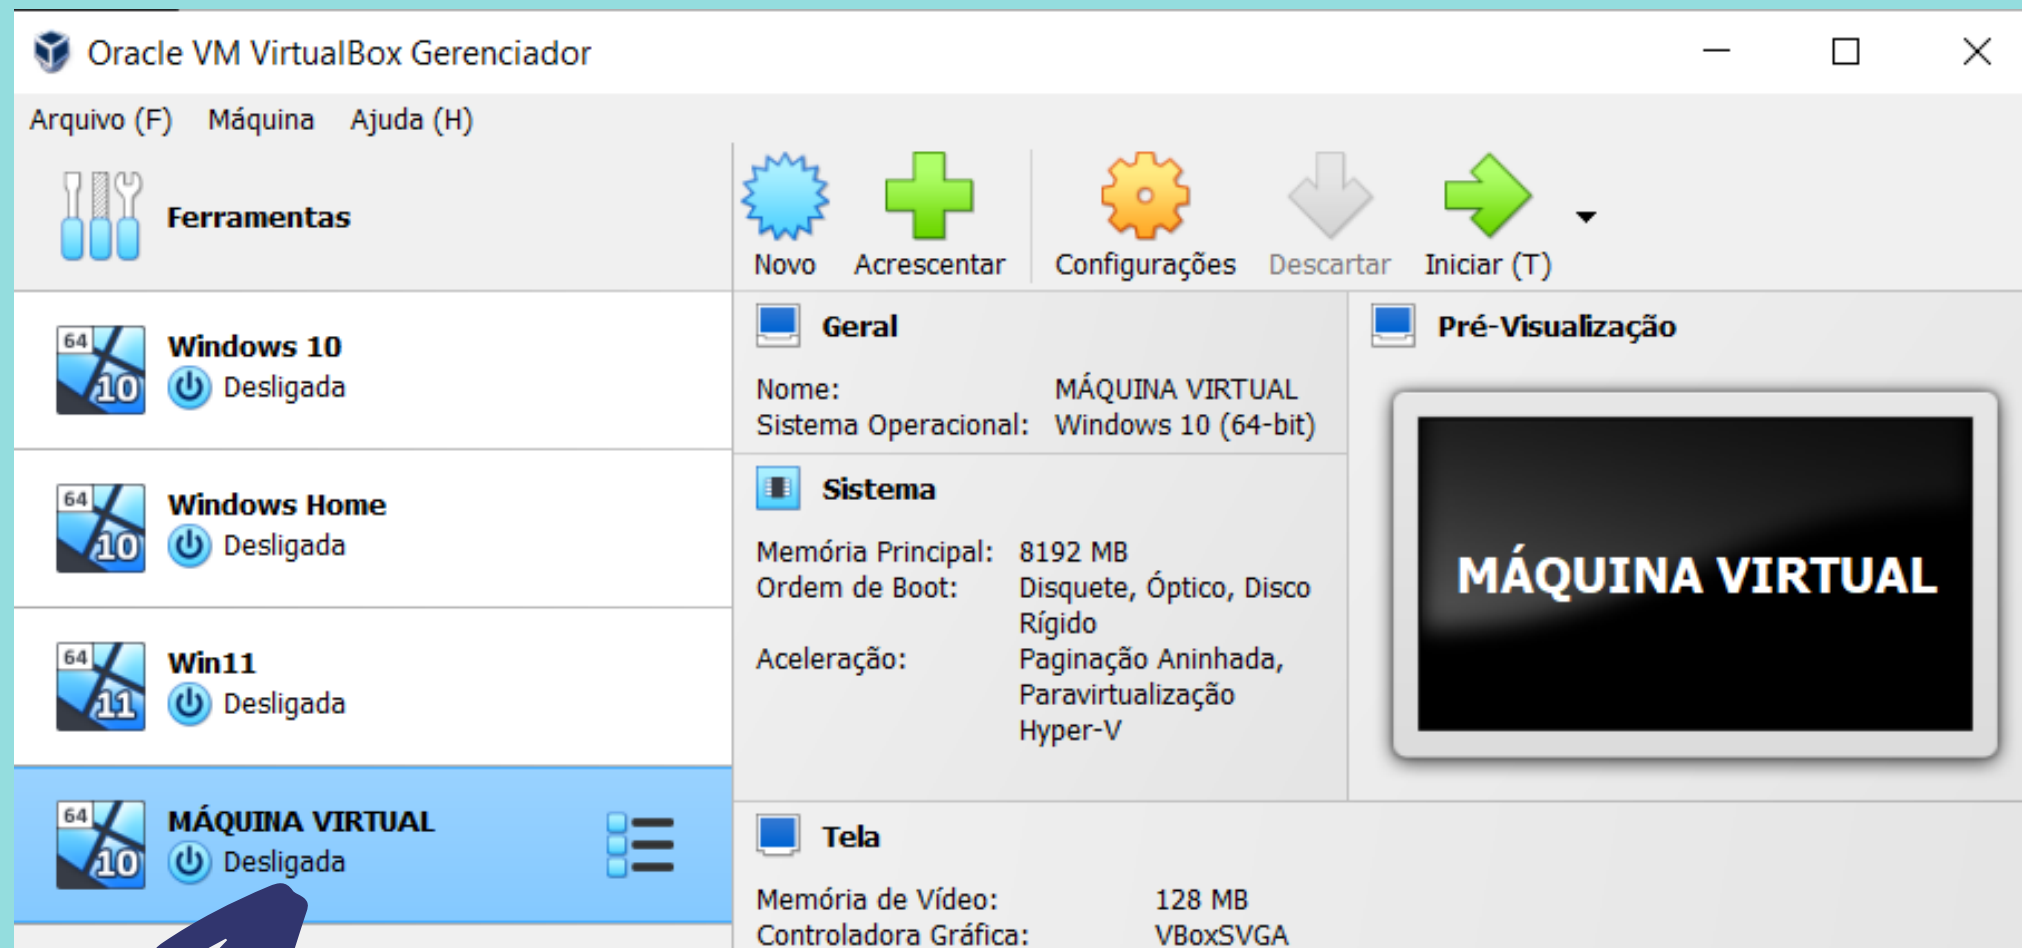 Oracle VM VirtualBox Gerenciador
Arquivo (F) Máquina Ajuda (H)
Ferramentas
Novo Acrescentar Configurações Descartar Iniciar (T)
64
10
Windows 10
Desligada
64
10
Windows Home
Desligada
64
11
Win11
Desligada
64
10
MÁQUINA VIRTUAL
Desligada
Geral
Nome: MÁQUINA VIRTUAL
Sistema Operacional: Windows 10 (64-bit)
Sistema
Memória Principal: 8192 MB
Ordem de Boot: Disquete, Óptico, Disco
Rígido
Aceleração: Paginação Aninhada,
Paravirtualização
Hyper-V
Pré-Visualização
MÁQUINA VIRTUAL
Tela
Memória de Vídeo: 128 MB
Controladora Gráfica: VBoxSVGA